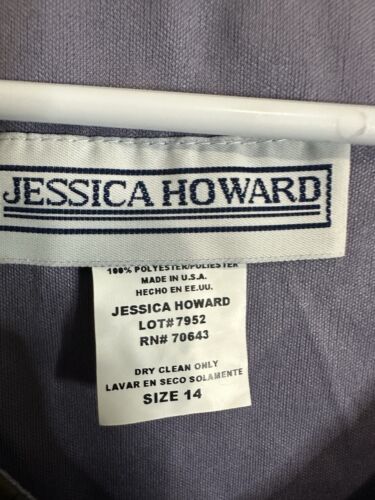 JESSICA HOWARD
100% POLYESTER/POLIESTER
MADE IN U.S.A.
HECHO EN EE.UU.
JESSICA HOWARD
LOT# 7952
RN# 70643
DRY CLEAN ONLY
LAVAR EN SECO SOLAMENTE
SIZE 14